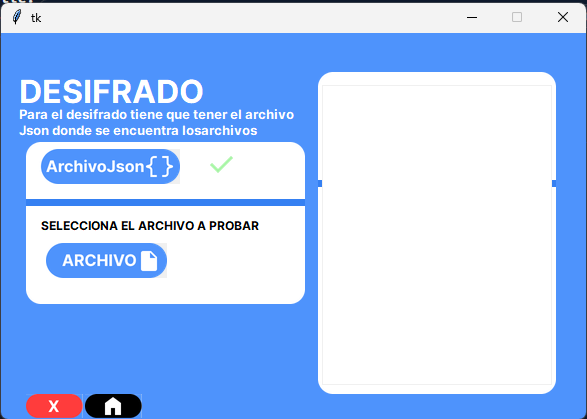 tk
DESIFRADO
Para el desifrado tiene que tener el archivo
Json donde se encuentra losarchivos
ArchivoJson{}
SELECCIONA EL ARCHIVO A PROBAR
ARCHIVO
X